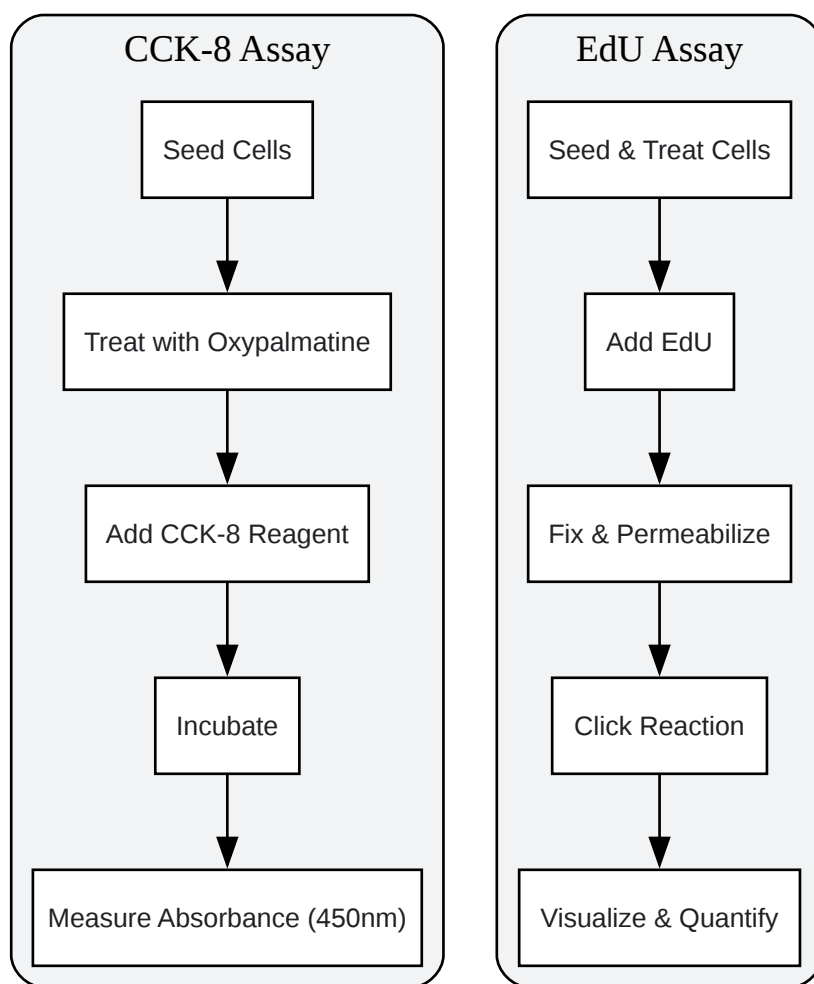 CCK-8 Assay
Seed Cells
Treat with Oxypalmatine
Add CCK-8 Reagent
Incubate
Measure Absorbance (450nm)
EdU Assay
Seed & Treat Cells
Add EdU
Fix & Permeabilize
Click Reaction
Visualize & Quantify